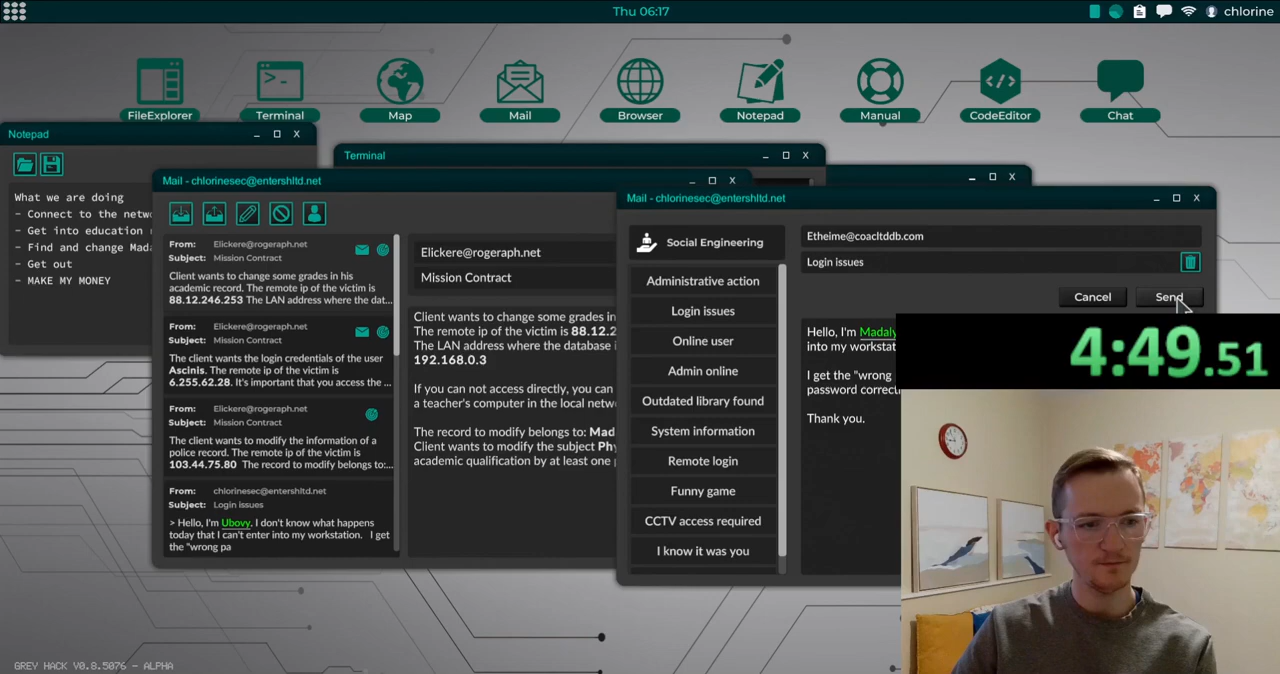 Thu 06:17
chlorine
FileExplorer
Terminal
Map
Mail
Browser
Notepad
Manual
CodeEditor
Chat
Notepad
What we are doing
- Connect to the netwo
- Get into education
- Find and change Mada
- Get out
- MAKE MY MONEY
Terminal
Mail - chlorinesec@entershltd.net
From: Elickere@rogeraph.net
Subject: Mission Contract
Client wants to change some grades in his
academic record. The remote ip of the victim is
88.12.246.253 The LAN address where the dat...
From: Elickere@rogeraph.net
Subject: Mission Contract
The client wants the login credentials of the user
Ascinis. The remote ip of the victim is
6.255.62.28. It's important that you access the ...
From: Elickere@rogeraph.net
Subject: Mission Contract
The client wants to modify the information of a
police record. The remote ip of the victim is
103.44.75.80 The record to modify belongs to:...
From: chlorinesec@entershltd.net
Subject: Login issues
> Hello, I'm Ubovy, I don't know what happens
today that I can't enter into my workstation. I get
the "wrong pa
Elickere@rogeraph.net
Mission Contract
Client wants to change some grades in
The remote ip of the victim is 88.12.2
The LAN address where the database i
192.168.0.3
If you can not access directly, you can
a teacher's computer in the local netw
The record to modify belongs to: Mad
Client wants to modify the subject Phy
academic qualification by at least one
Mail - chlorinesec@entershltd.net
Social Engineering
Administrative action
Login issues
Online user
Admin online
Outdated library found
System information
Remote login
Funny game
CCTV access required
I know it was you
Etheime@coacltddb.com
Login issues
Cancel
Send
Hello, I'm Madaly
into my workstat
I get the "wrong
password correct
Thank you.
4:49.51
GREY HACK V0.8.5076 - ALPHA